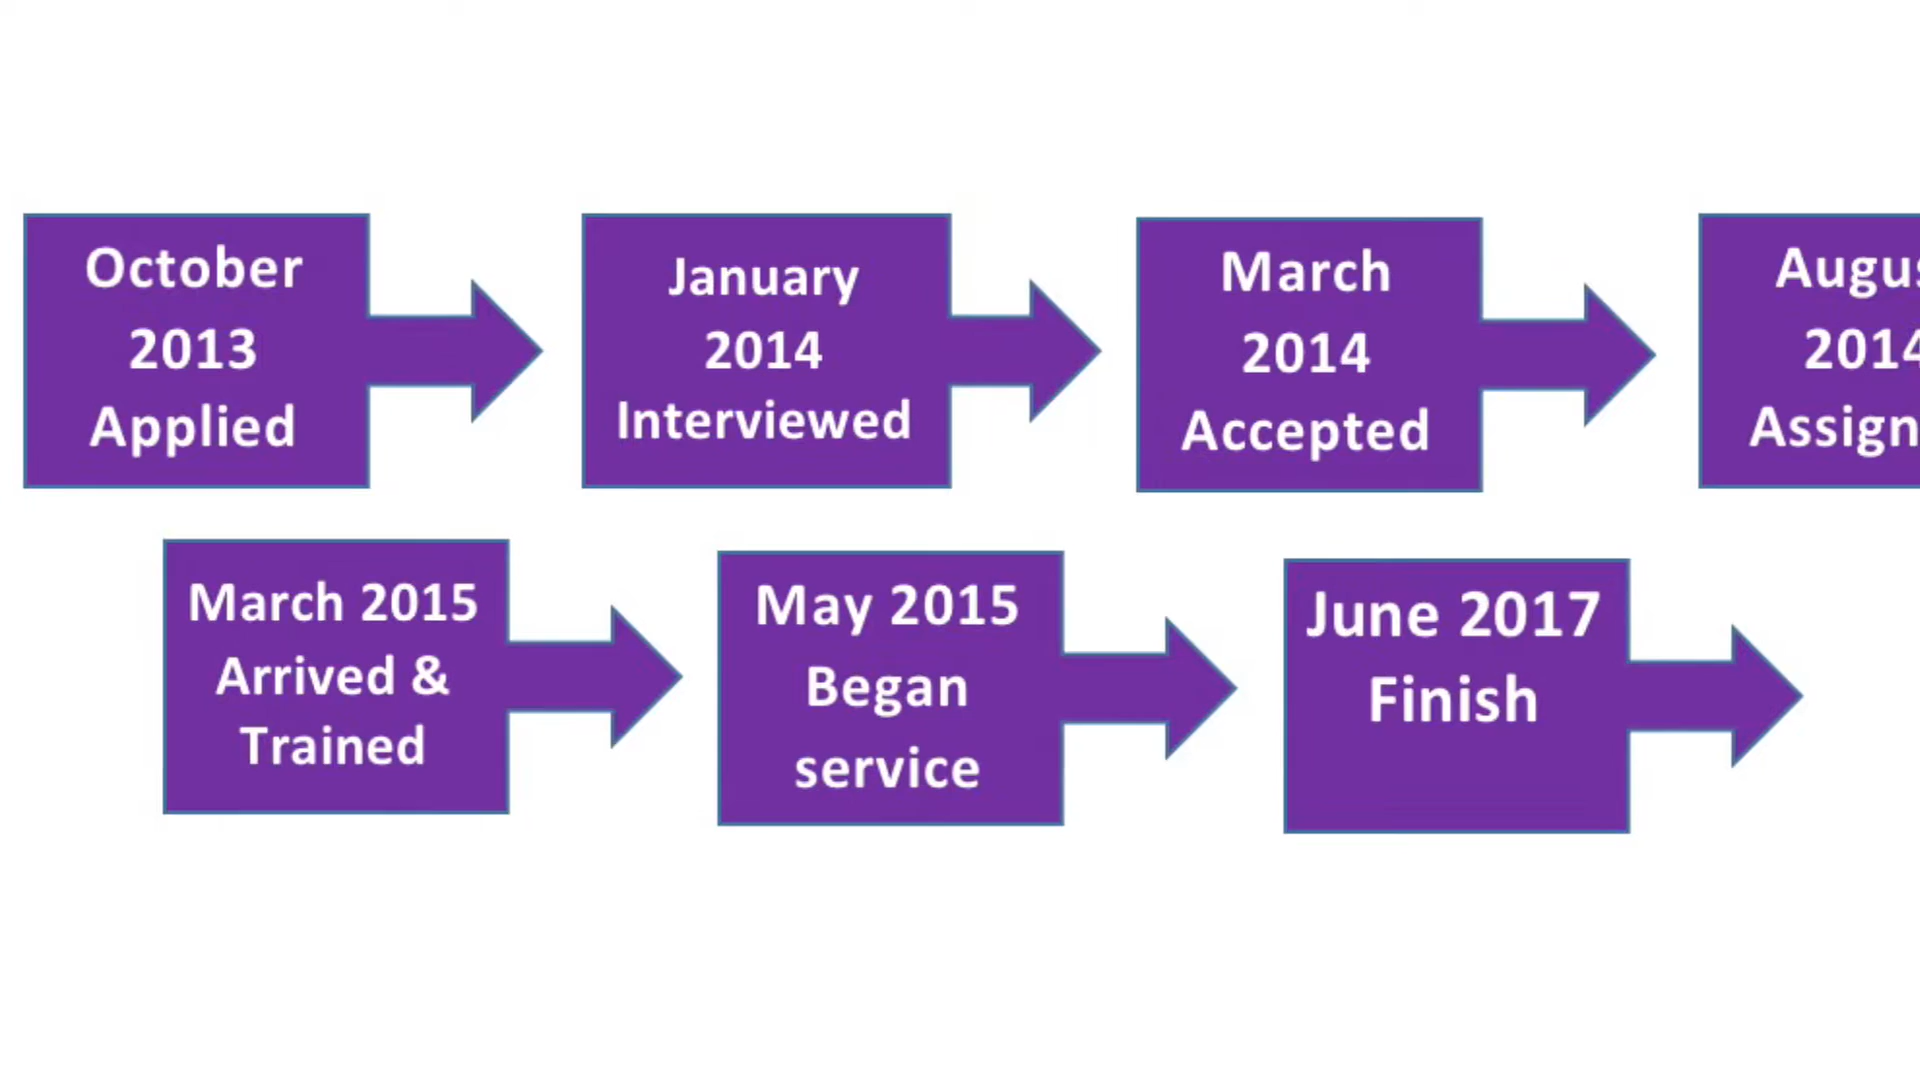 October
2013
Applied
January
2014
Interviewed
March
2014
Accepted
2014
March 2015
Arrived &
Trained
May 2015
Began
service
June 2017
Finish